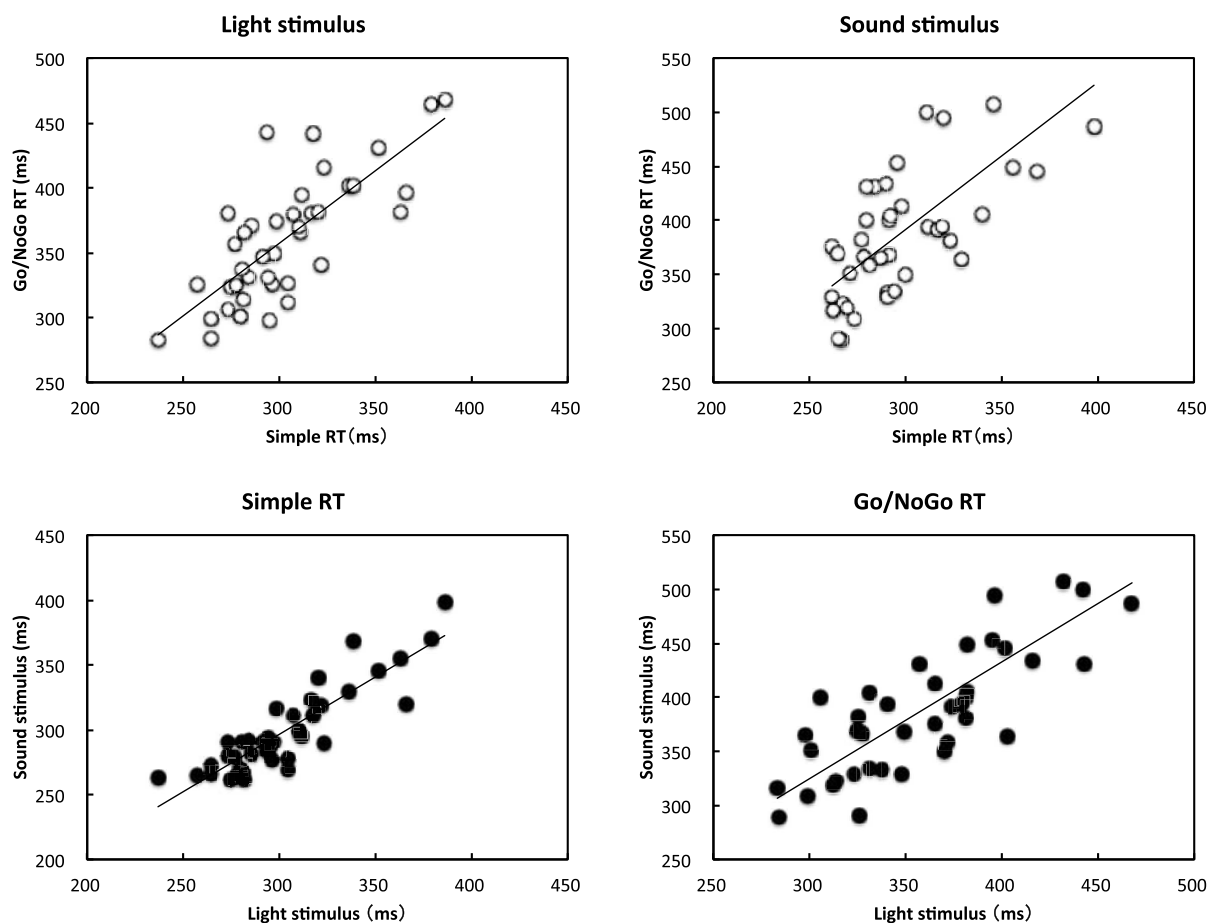 Light stimulus
Go/NoGo RT (ms)
500
450
400
350
300
250
200 250 300 350 400 450
Simple RT（ms）
Sound stimulus
Go/NoGo RT (ms)
550
500
450
400
350
300
250
200 250 300 350 400 450
Simple RT（ms）
Simple RT
Sound stimulus (ms)
450
400
350
300
250
200
200 250 300 350 400 450
Light stimulus （ms）
Go/NoGo RT
Sound stimulus (ms)
550
500
450
400
350
300
250
250 300 350 400 450 500
Light stimulus （ms）